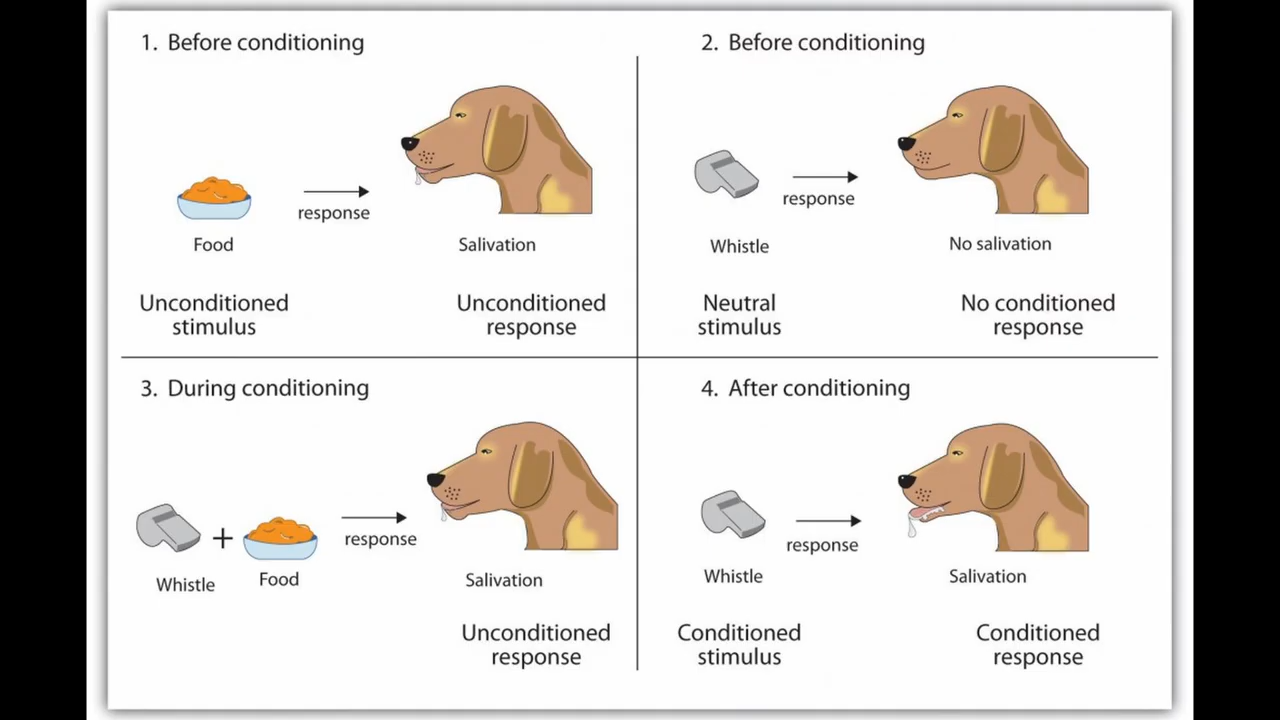 1. Before conditioning
response
Food
Salivation
Unconditioned
stimulus
Unconditioned
response
2. Before conditioning
response
Whistle
No salivation
Neutral
stimulus
No conditioned
response
3. During conditioning
+
response
Whistle
Food
Salivation
Unconditioned
response
4. After conditioning
response
Whistle
Salivation
Conditioned
stimulus
Conditioned
response